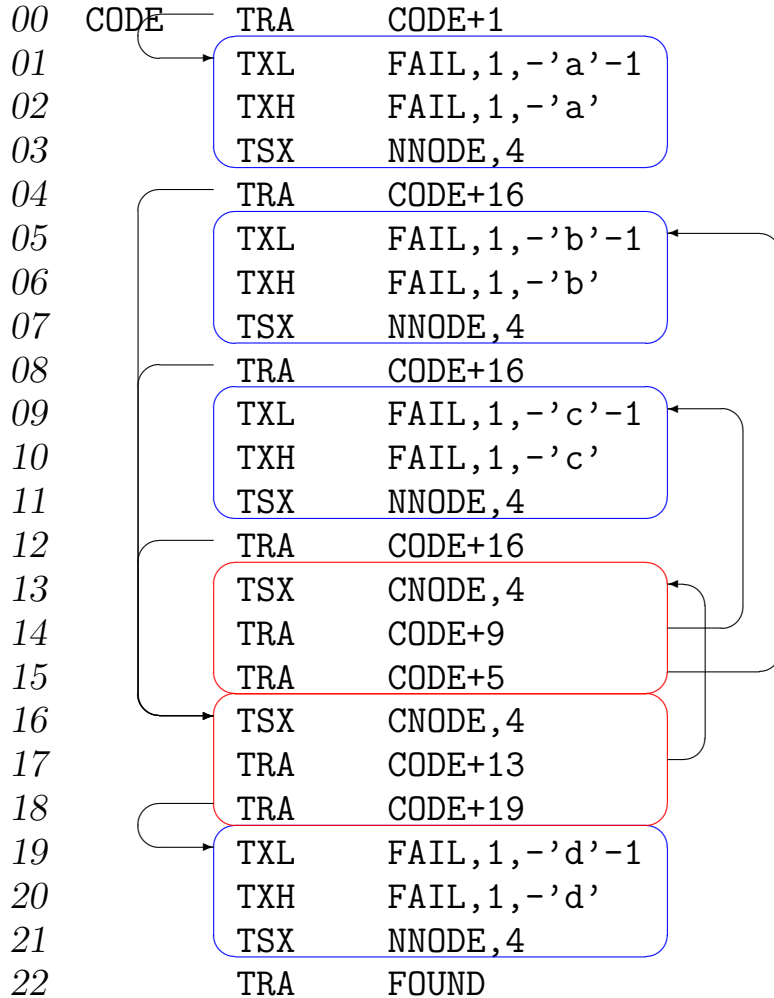 00 CODE TRA CODE+1
01 TXL FAIL,1,-'a'-1
02 TXH FAIL,1,-'a'
03 TSX NNODE,4
04 TRA CODE+16
05 TXL FAIL,1,-'b'-1
06 TXH FAIL,1,-'b'
07 TSX NNODE,4
08 TRA CODE+16
09 TXL FAIL,1,-'c'-1
10 TXH FAIL,1,-'c'
11 TSX NNODE,4
12 TRA CODE+16
13 TSX CNODE,4
14 TRA CODE+9
15 TRA CODE+5
16 TSX CNODE,4
17 TRA CODE+13
18 TRA CODE+19
19 TXL FAIL,1,-'d'-1
20 TXH FAIL,1,-'d'
21 TSX NNODE,4
22 TRA FOUND